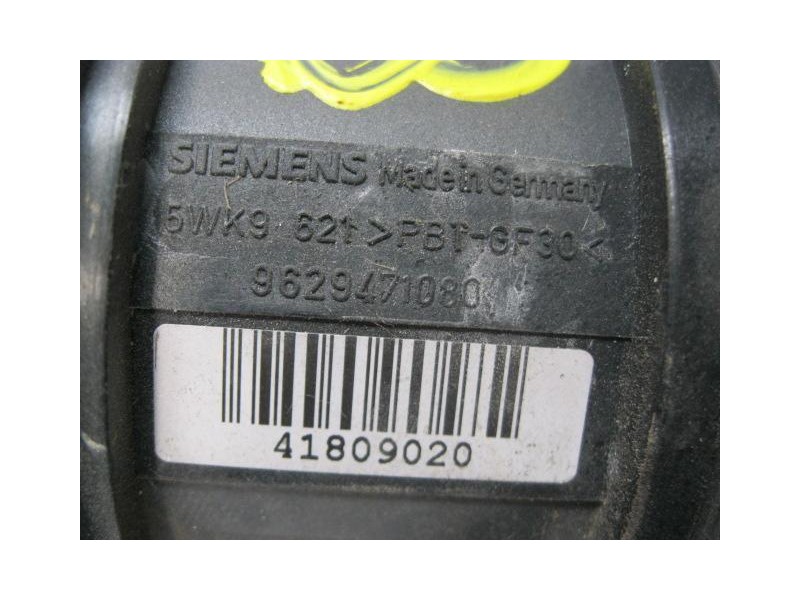 SIEMENS Made in Germany
5WK9 621 >PBT-GF30<
9629471080
41809020